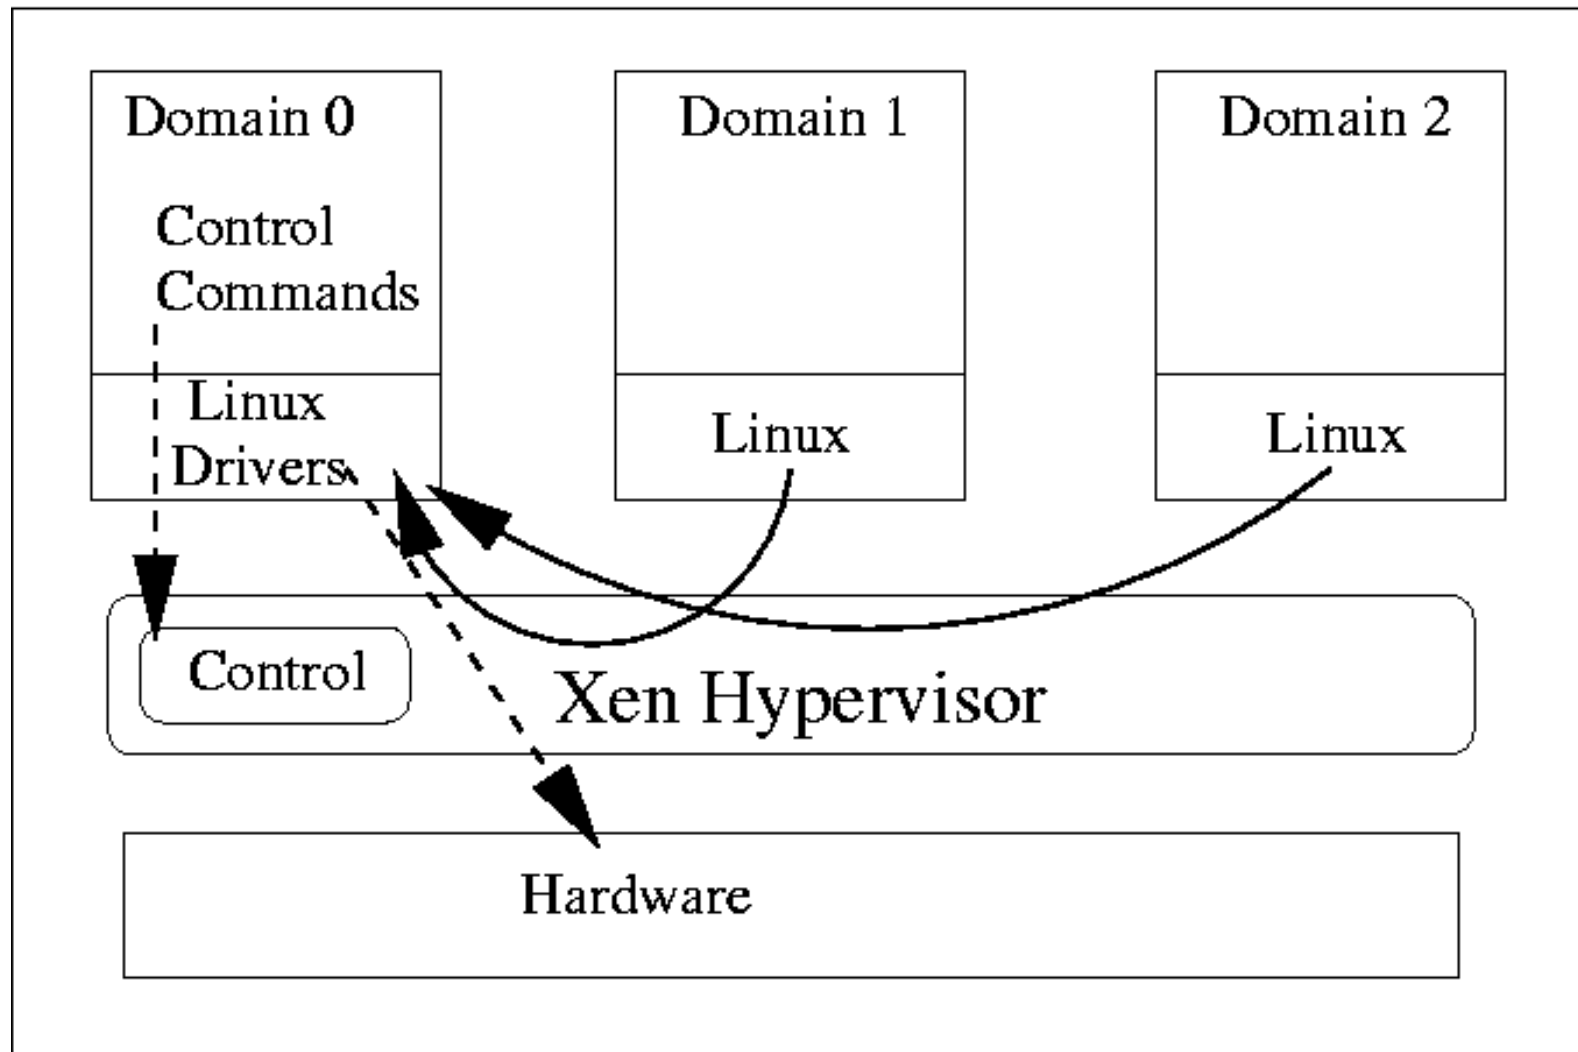 Domain 0
Control
Commands
Linux
Drivers
Domain 1
Linux
Domain 2
Linux
Control
Xen Hypervisor
Hardware